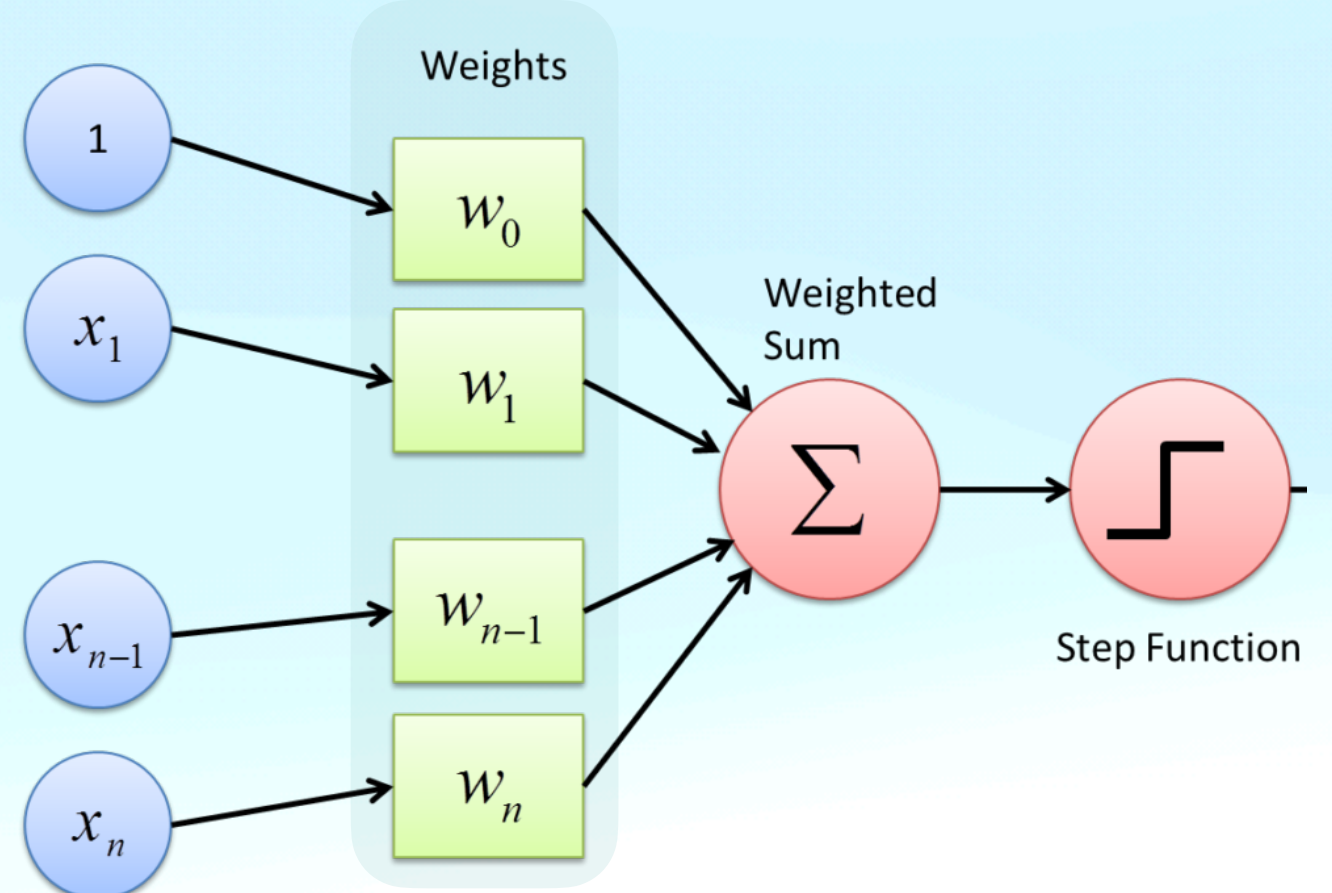 Weights
1
w₀
x₁
w₁
Weighted
Sum
∑
xₙ₋₁
wₙ₋₁
Step Function
xₙ
wₙ